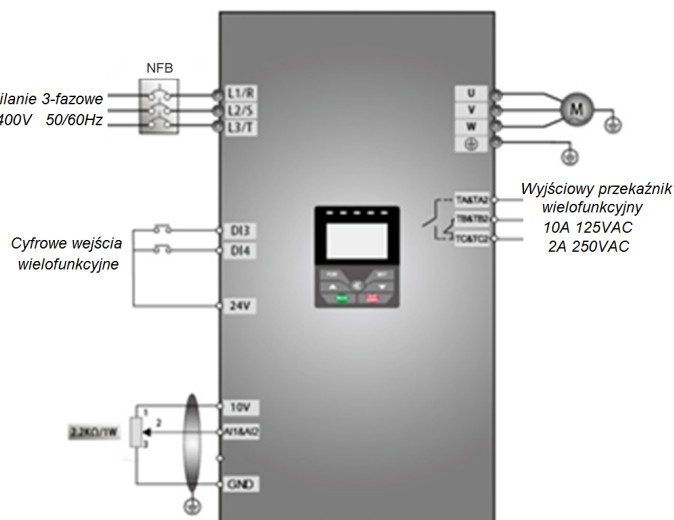 NFB
ilanie 3-fazowe
400V 50/60Hz
L1/R
L2/S
L3/T
U
V
W
M
Wyjściowy przekaźnik
wielofunkcyjny
10A 125VAC
2A 250VAC
TA&TA2
TB&TB2
TC&TC2
Cyfrowe wejścia
wielofunkcyjne
DI3
DI4
24V
10V
AI1&AI2
GND
2.2KΩ/1W
1
2
3